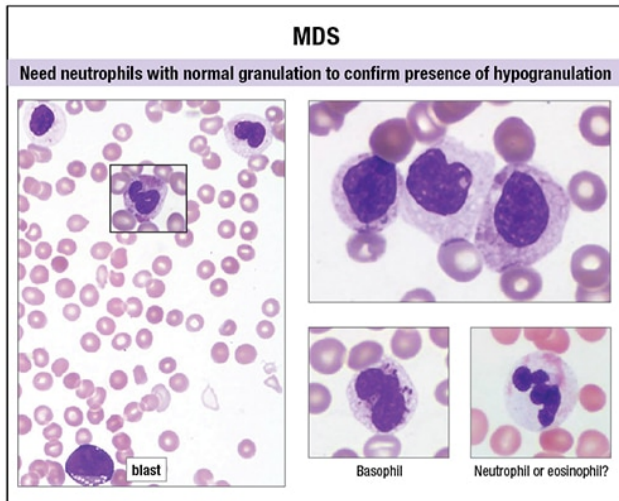 MDS
Need neutrophils with normal granulation to confirm presence of hypogranulation
blast
Basophil
Neutrophil or eosinophil?